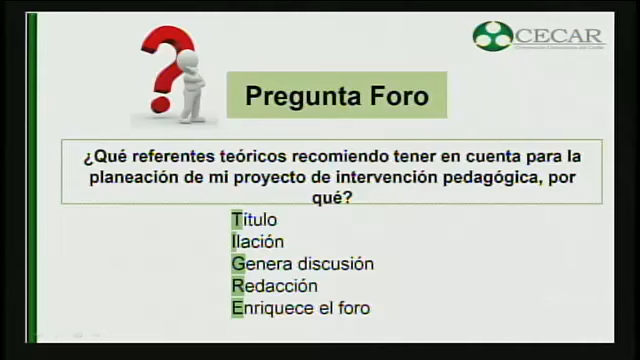 CECAR
Pregunta Foro
¿Qué referentes teóricos recomiendo tener en cuenta para la
planeación de mi proyecto de intervención pedagógica, por
qué?
Título
Ilación
Genera discusión
Redacción
Enriquece el foro